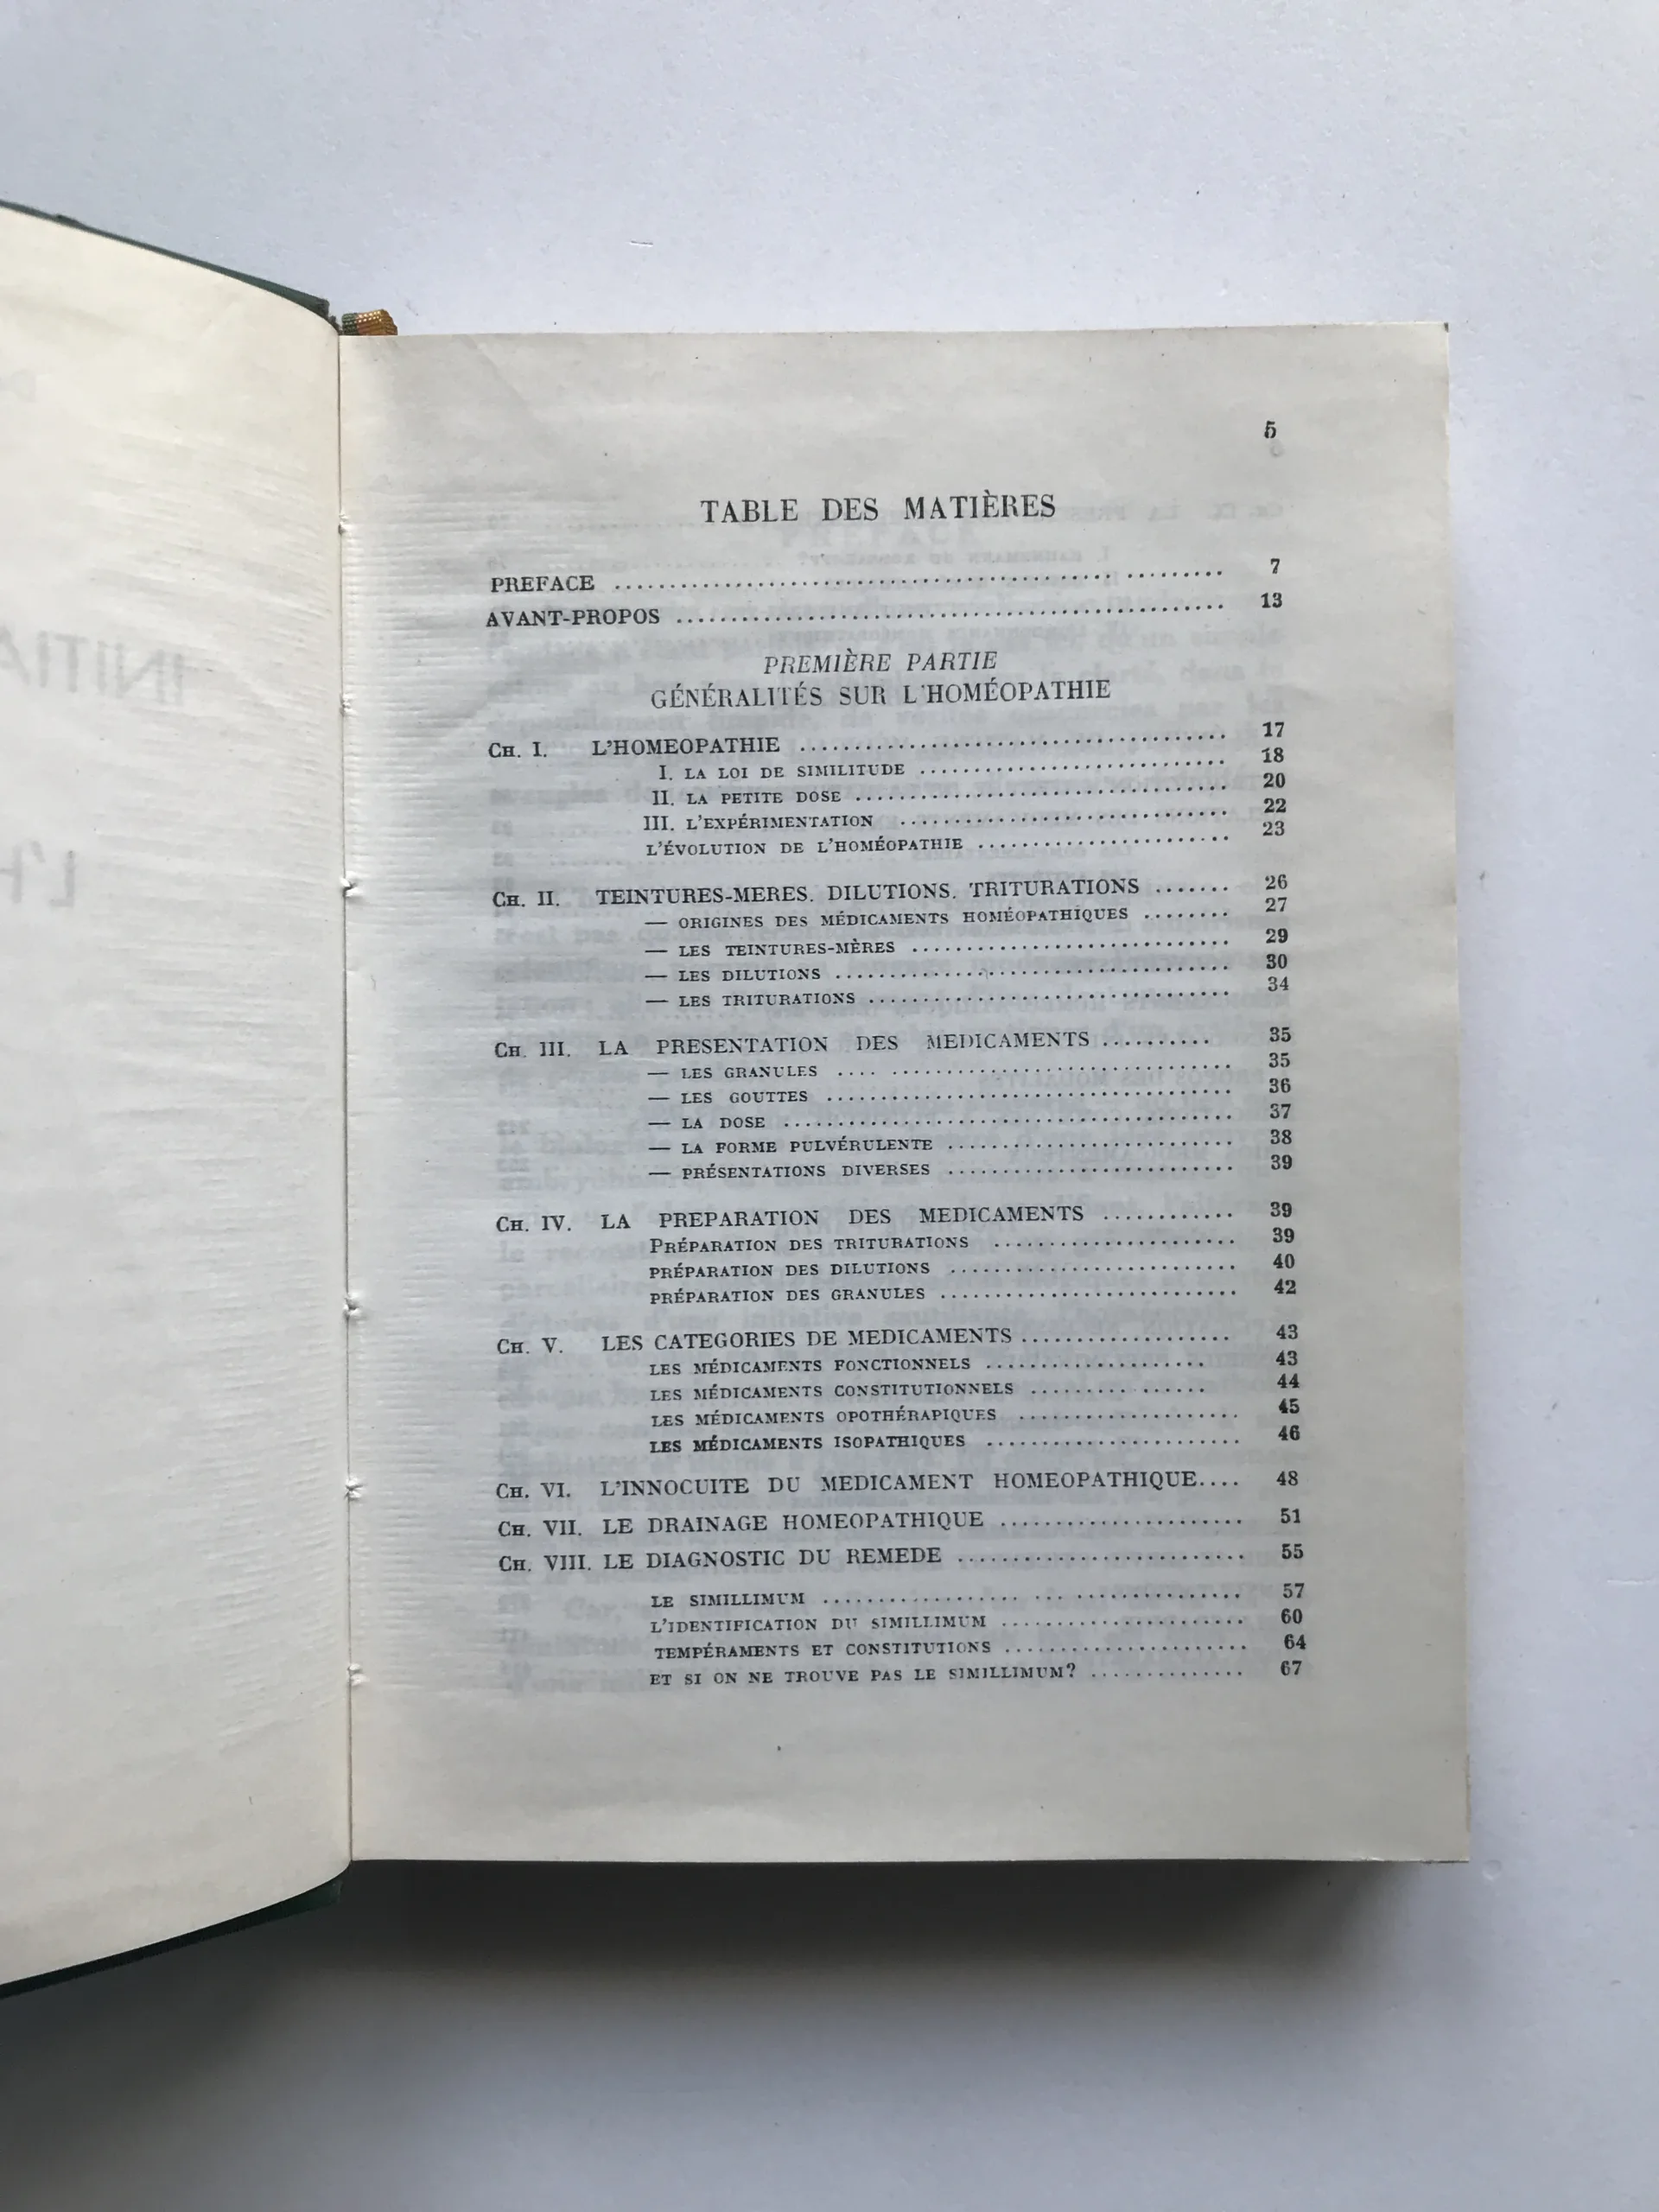 5
TABLE DES MATIÈRES
PREFACE ........................................... 7
AVANT-PROPOS ........................................ 13
PREMIÈRE PARTIE
GÉNÉRALITÉS SUR L'HOMÉOPATHIE
CH. I. L'HOMEOPATHIE ........................................ 17
I. LA LOI DE SIMILITUDE ............................. 18
II. LA PETITE DOSE ................................... 20
III. L'EXPÉRIMENTATION .............................. 22
L'ÉVOLUTION DE L'HOMÉOPATHIE ........................ 23
CH. II. TEINTURES-MERES. DILUTIONS. TRITURATIONS ....... 26
— ORIGINES DES MÉDICAMENTS HOMÉOPATHIQUES ........ 27
— LES TEINTURES-MÈRES .............................. 29
— LES DILUTIONS ..................................... 30
— LES TRITURATIONS .................................. 34
CH. III. LA PRESENTATION DES MEDICAMENTS .......... 35
— LES GRANULES .... ................................ 35
— LES GOUTTES ...................................... 36
— LA DOSE .......................................... 37
— LA FORME PULVÉRULENTE ........................... 38
— PRÉSENTATIONS DIVERSES ........................... 39
CH. IV. LA PREPARATION DES MEDICAMENTS ............ 39
PRÉPARATION DES TRITURATIONS ....................... 39
PRÉPARATION DES DILUTIONS ........................... 40
PRÉPARATION DES GRANULES ............................ 42
CH. V. LES CATEGORIES DE MEDICAMENTS ................... 43
LES MÉDICAMENTS FONCTIONNELS ..................... 43
LES MÉDICAMENTS CONSTITUTIONNELS ......... ...... 44
LES MÉDICAMENTS OPOTHÉRAPIQUES .................... 45
LES MÉDICAMENTS ISOPATHIQUES ....................... 46
CH. VI. L'INNOCUITE DU MEDICAMENT HOMEOPATHIQUE.... 48
CH. VII. LE DRAINAGE HOMEOPATHIQUE ....................... 51
CH. VIII. LE DIAGNOSTIC DU REMEDE ........................... 55
LE SIMILLIMUM .................. ... ............... 57
L'IDENTIFICATION DU SIMILLIMUM ....................... 60
TEMPÉRAMENTS ET CONSTITUTIONS ....................... 64
ET SI ON NE TROUVE PAS LE SIMILLIMUM? .............. 67